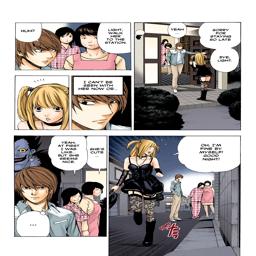 HUH?
LIGHT,
WALK
HER TO
THE
STATION.
YEAH.
SORRY
FOR
STAYING
SO LATE
BYE,
LIGHT.
...
I CAN'T BE
SEEN WITH
HER NOW OR...
YEAH,
AT FIRST
I WAS
LIKE...
BUT SHE
SEEMS
NICE.
SHE'S
CUTE...
...
OH, I'M
FINE BY
MYSELF!
GOOD
NIGHT!